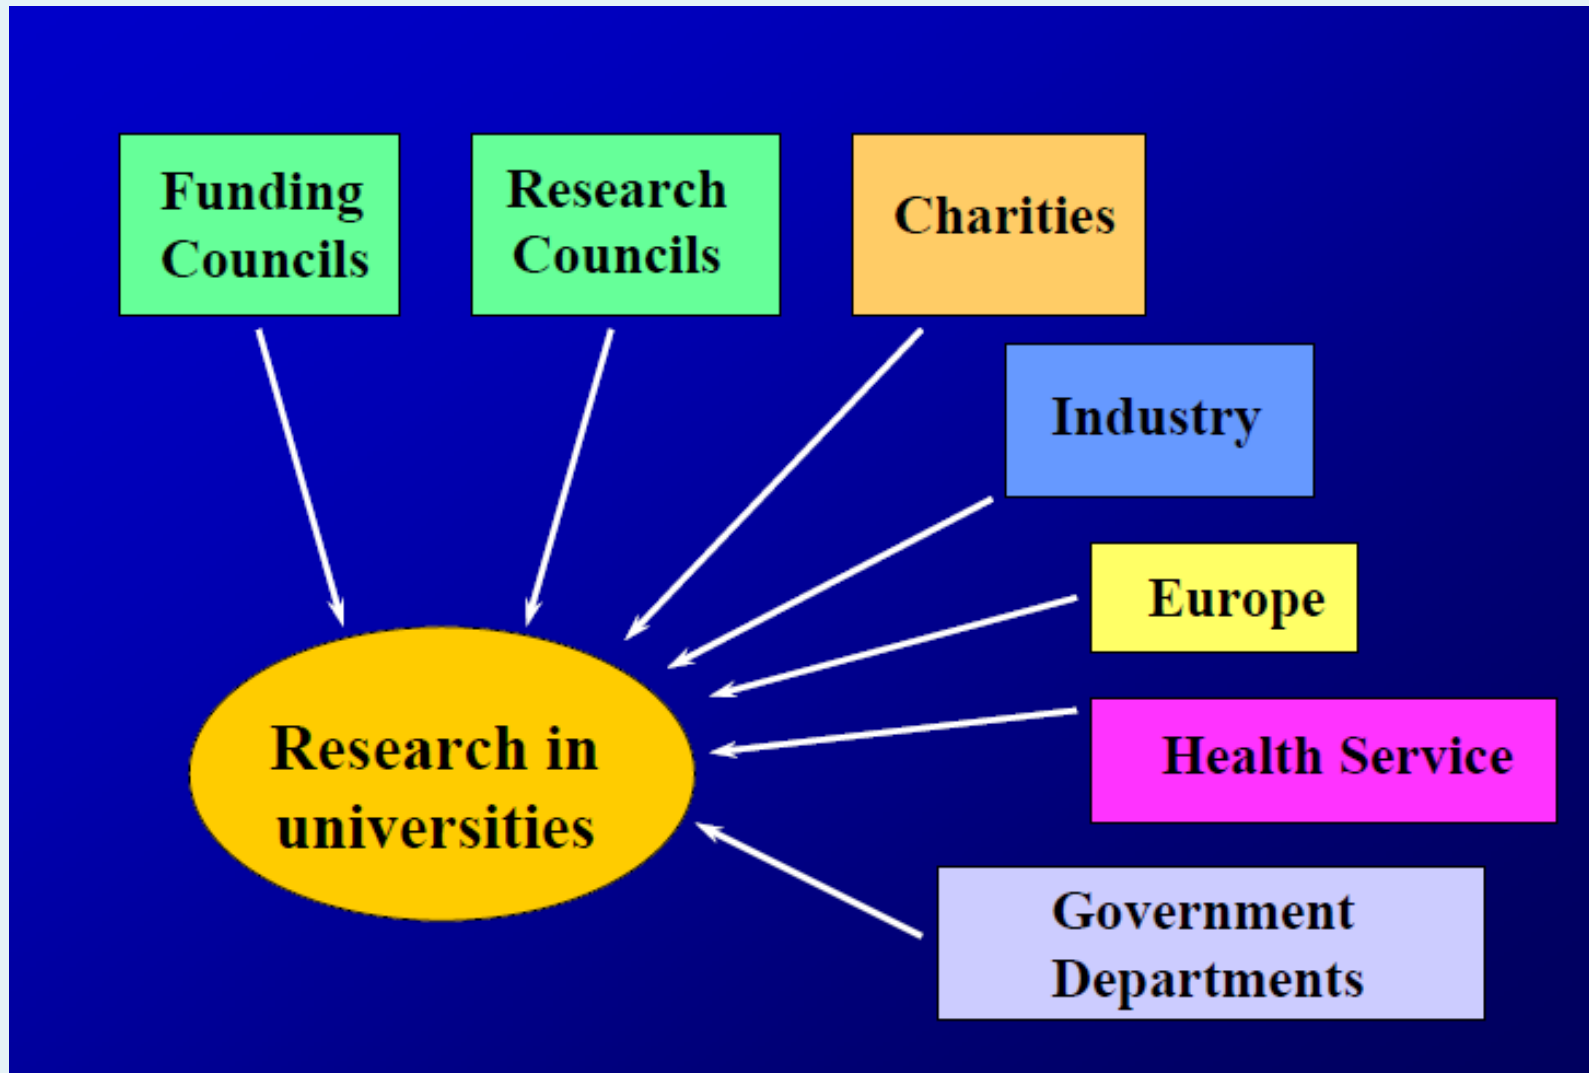 Funding
Councils
Research
Councils
Charities
Industry
Europe
Health Service
Government
Departments
Research in
universities